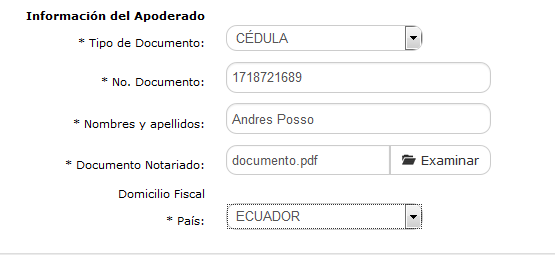 Información del Apoderado
* Tipo de Documento: CÉDULA
* No. Documento: 1718721689
* Nombres y apellidos: Andres Posso
* Documento Notariado: documento.pdf Examinar
Domicilio Fiscal
* País: ECUADOR